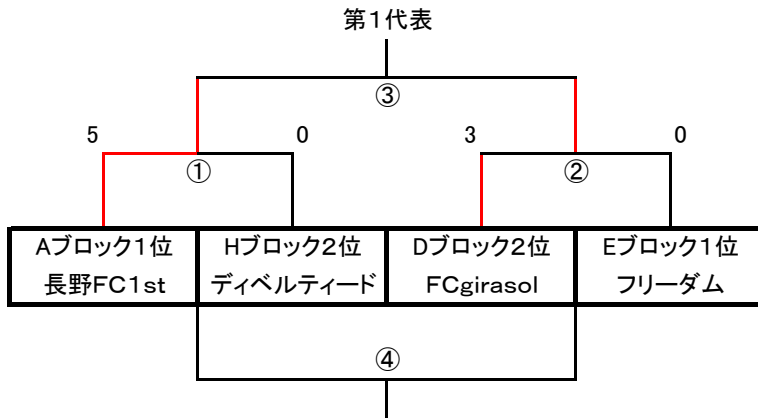 第1代表
③
5 0 3 0
① ②
Aブロック1位 Hブロック2位 Dブロック2位 Eブロック1位
長野FC1st ディベルティード FCgirasol フリーダム
④